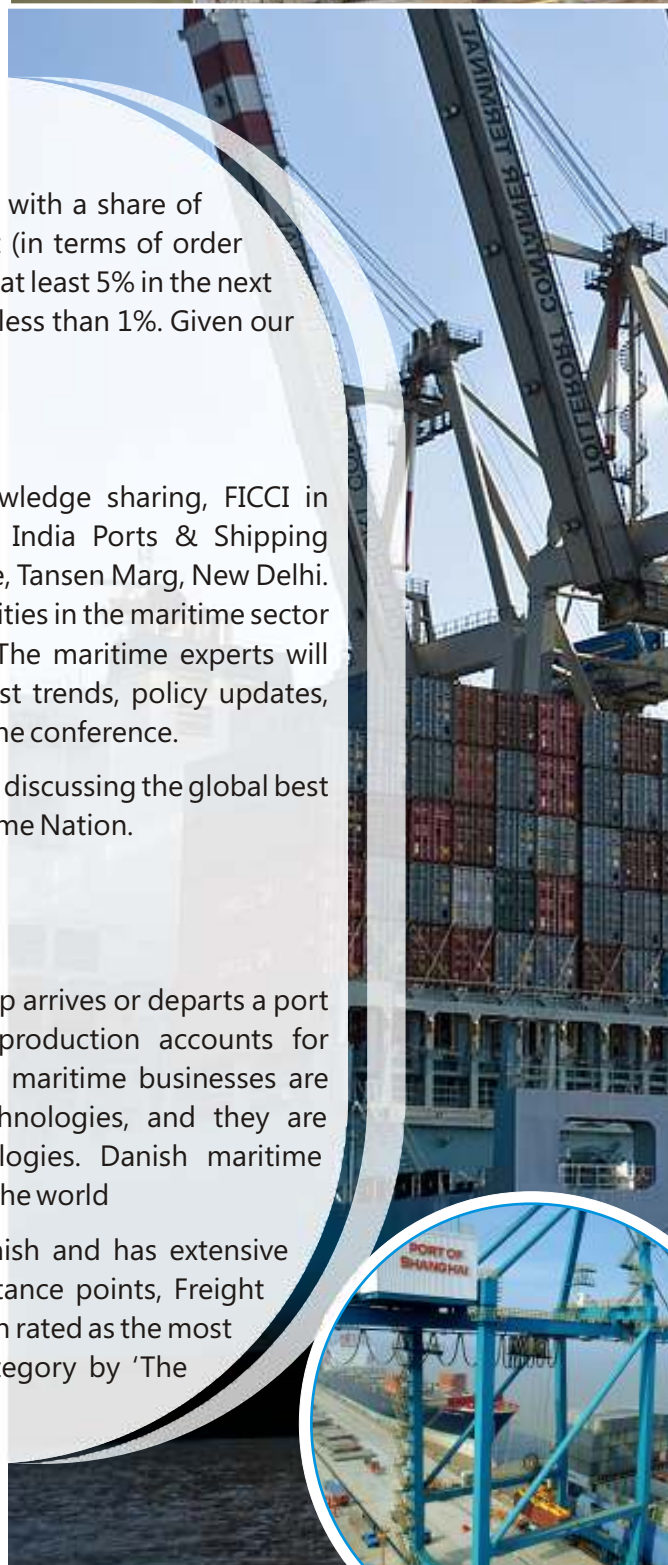 with a share of
(in terms of order
at least 5% in the next
less than 1%. Given our
wledge sharing, FICCI in
India Ports & Shipping
e, Tansen Marg, New Delhi.
ities in the maritime sector
The maritime experts will
st trends, policy updates,
he conference.
discussing the global best
me Nation.
p arrives or departs a port
production accounts for
maritime businesses are
hnologies, and they are
logies. Danish maritime
he world
nish and has extensive
tance points, Freight
n rated as the most
tegory by ‘The
TOLLERORT CONTAINER TERMINAL
PORT OF
SHANGHAI